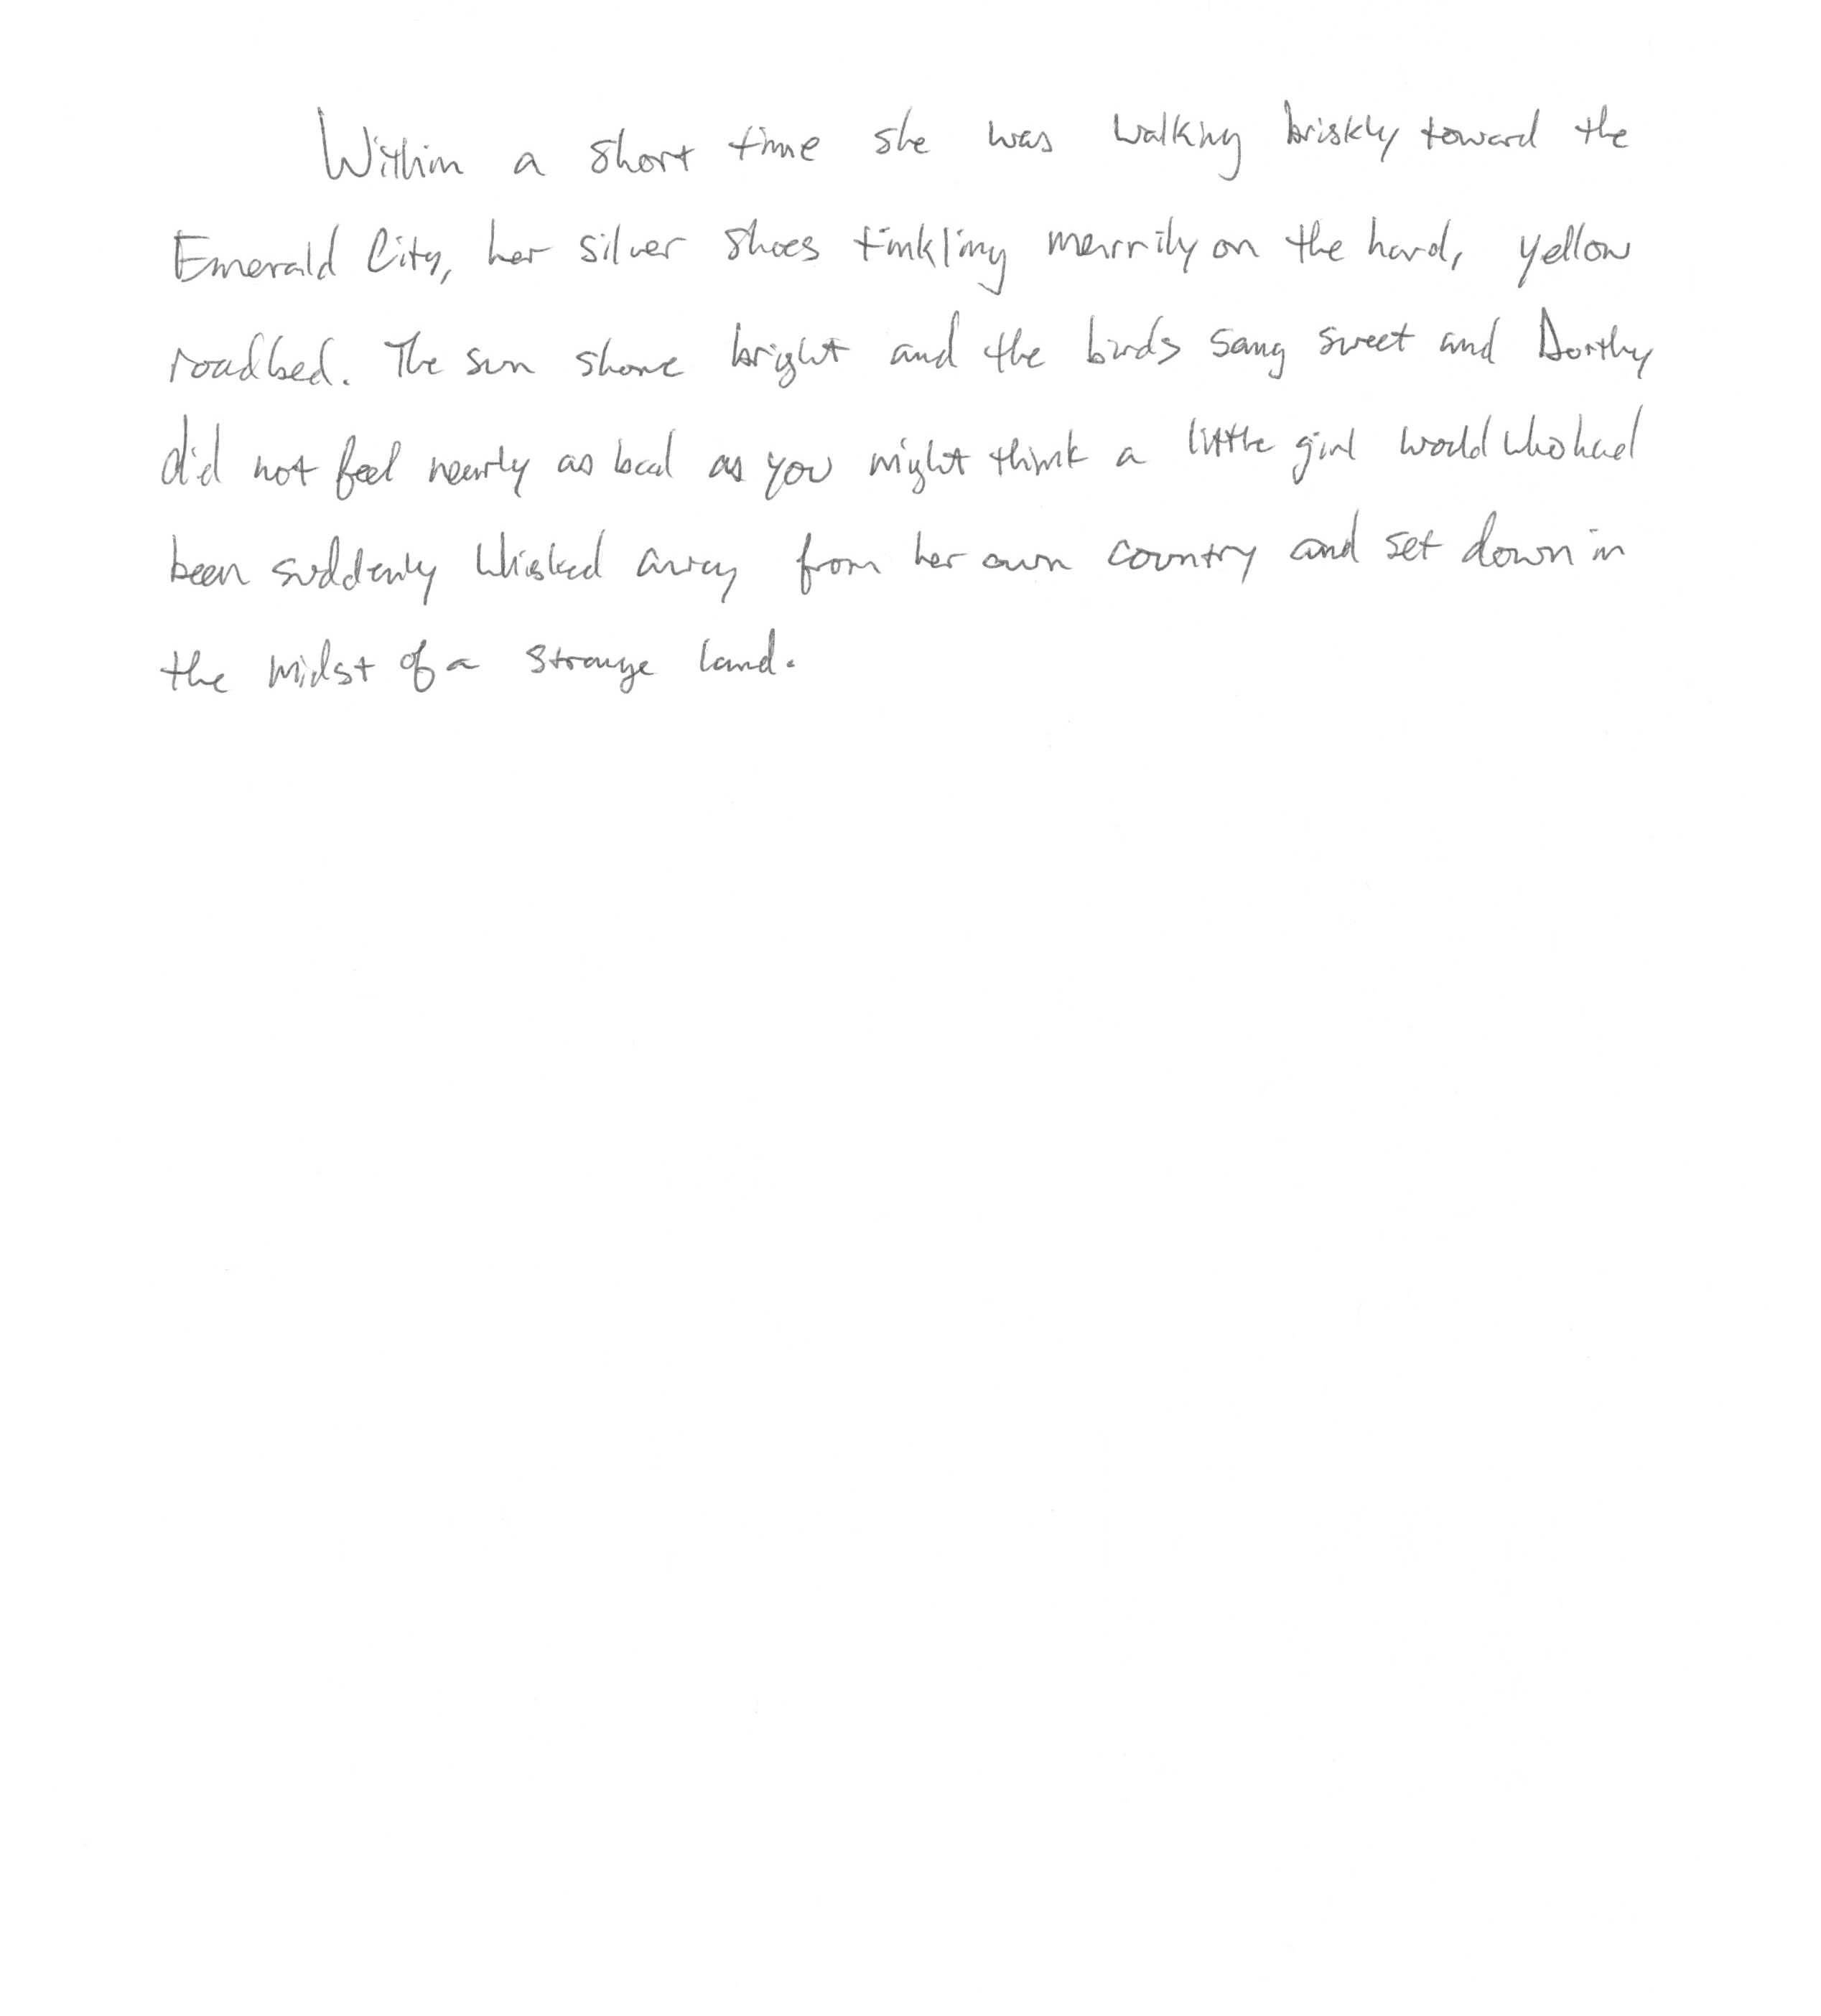 Within a short time she was walking briskly toward the
Emerald City, her silver shoes tinkling merrily on the hard, yellow
roadbed. The sun shone bright and the birds sang sweet and Dorthy
did not feel nearly as bad as you might think a little girl would who had
been suddenly whisked away from her own country and set down in
the midst of a strange land.